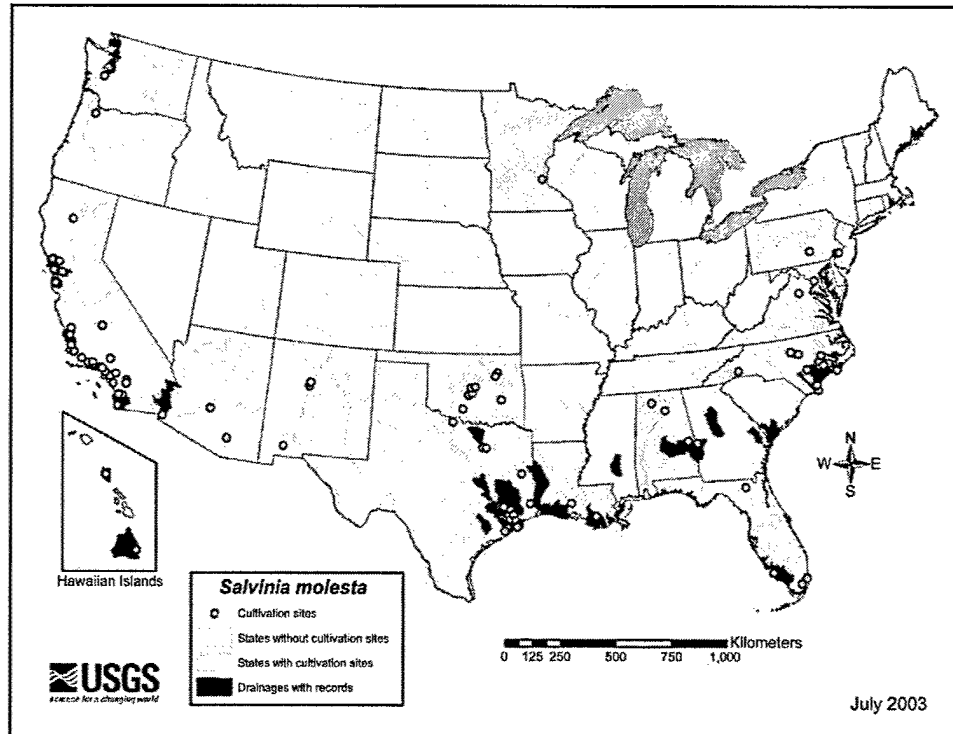 N
W E
S
Hawaiian Islands
Salvinia molesta
Cultivation sites
States without cultivation sites
States with cultivation sites
Drainages with records
Kilometers
0 125 250 500 750 1,000
USGS
science for a changing world
July 2003